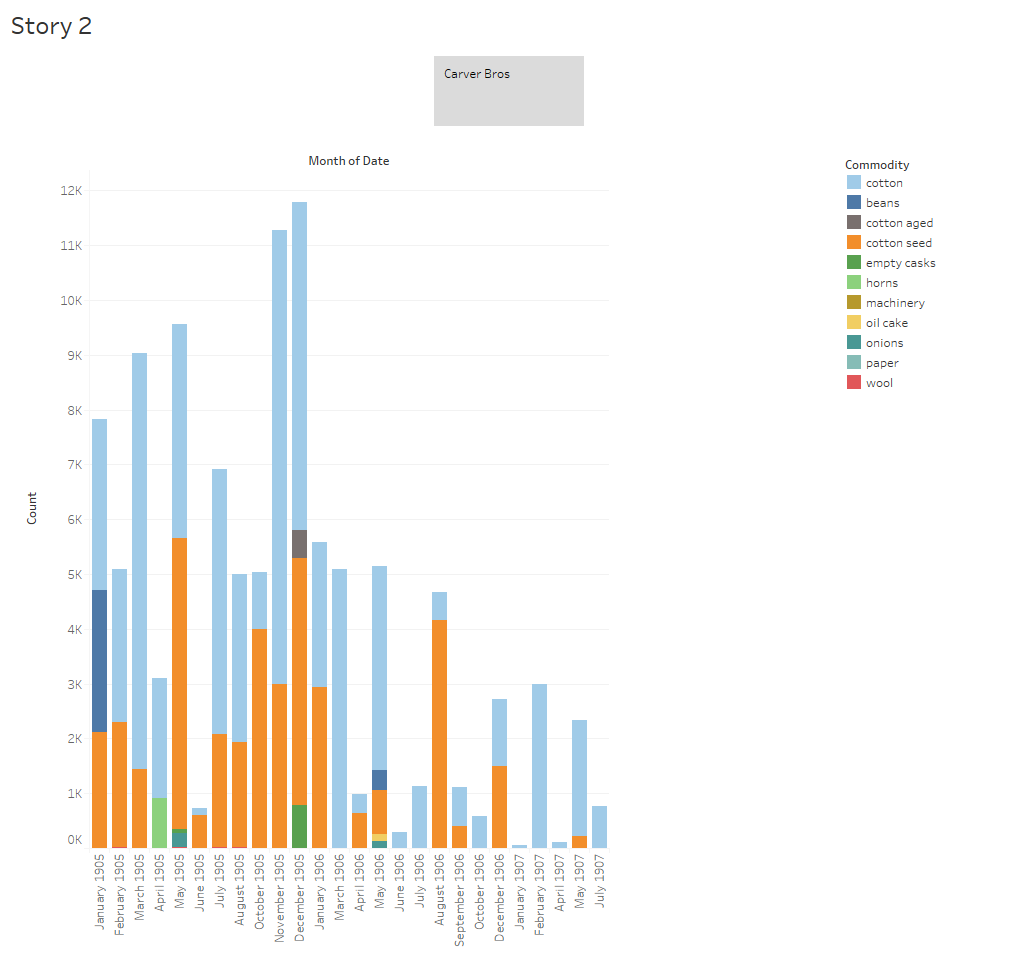 Story 2
Carver Bros
Month of Date
Count
12K
11K
10K
9K
8K
7K
6K
5K
4K
3K
2K
1K
0K
January 1905
February 1905
March 1905
April 1905
May 1905
June 1905
July 1905
August 1905
October 1905
November 1905
December 1905
January 1906
March 1906
April 1906
May 1906
June 1906
July 1906
August 1906
September 1906
October 1906
December 1906
January 1907
February 1907
April 1907
May 1907
July 1907
Commodity
cotton
beans
cotton aged
cotton seed
empty casks
horns
machinery
oil cake
onions
paper
wool